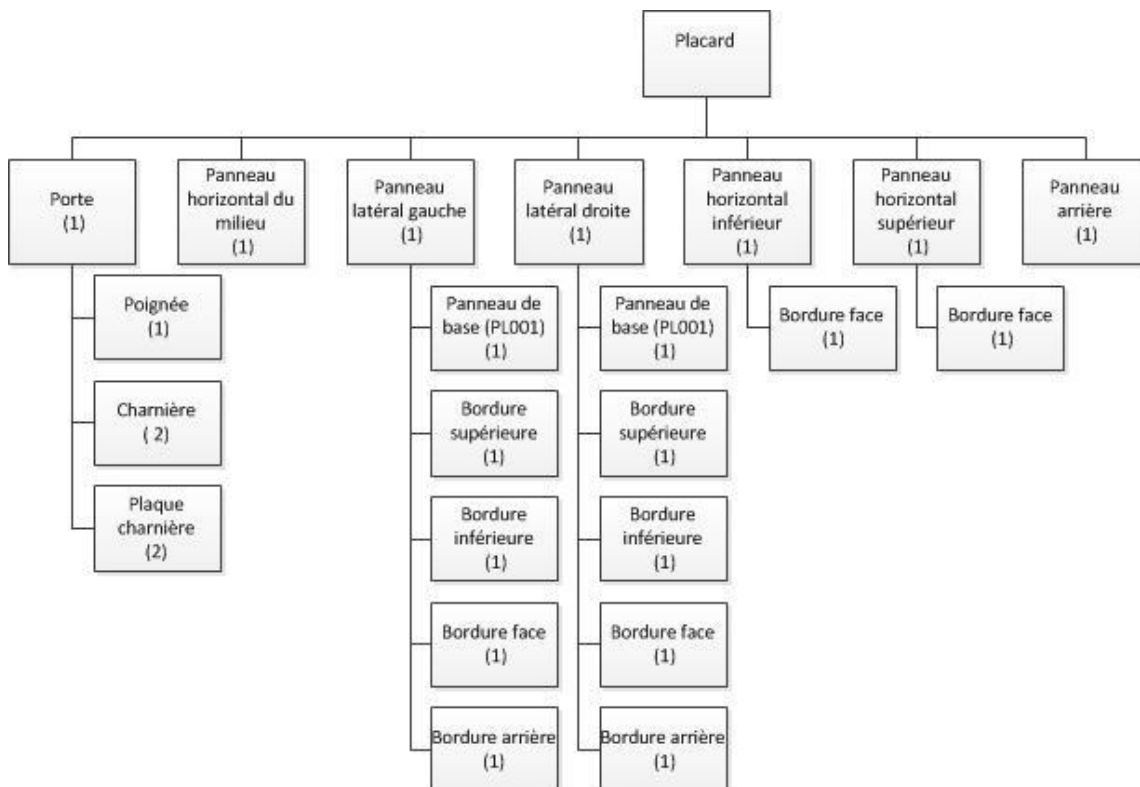 Placard
Porte
(1)
Panneau
horizontal du
milieu
(1)
Panneau
latéral gauche
(1)
Panneau
latéral droite
(1)
Panneau
horizontal
inférieur
(1)
Panneau
horizontal
supérieur
(1)
Panneau
arrière
(1)
Poignée
(1)
Charnière
( 2)
Plaque
charnière
(2)
Panneau de
base (PL001)
(1)
Bordure
supérieure
(1)
Bordure
inférieure
(1)
Bordure face
(1)
Bordure arrière
(1)
Panneau de
base (PL001)
(1)
Bordure
supérieure
(1)
Bordure
inférieure
(1)
Bordure face
(1)
Bordure arrière
(1)
Bordure face
(1)
Bordure face
(1)